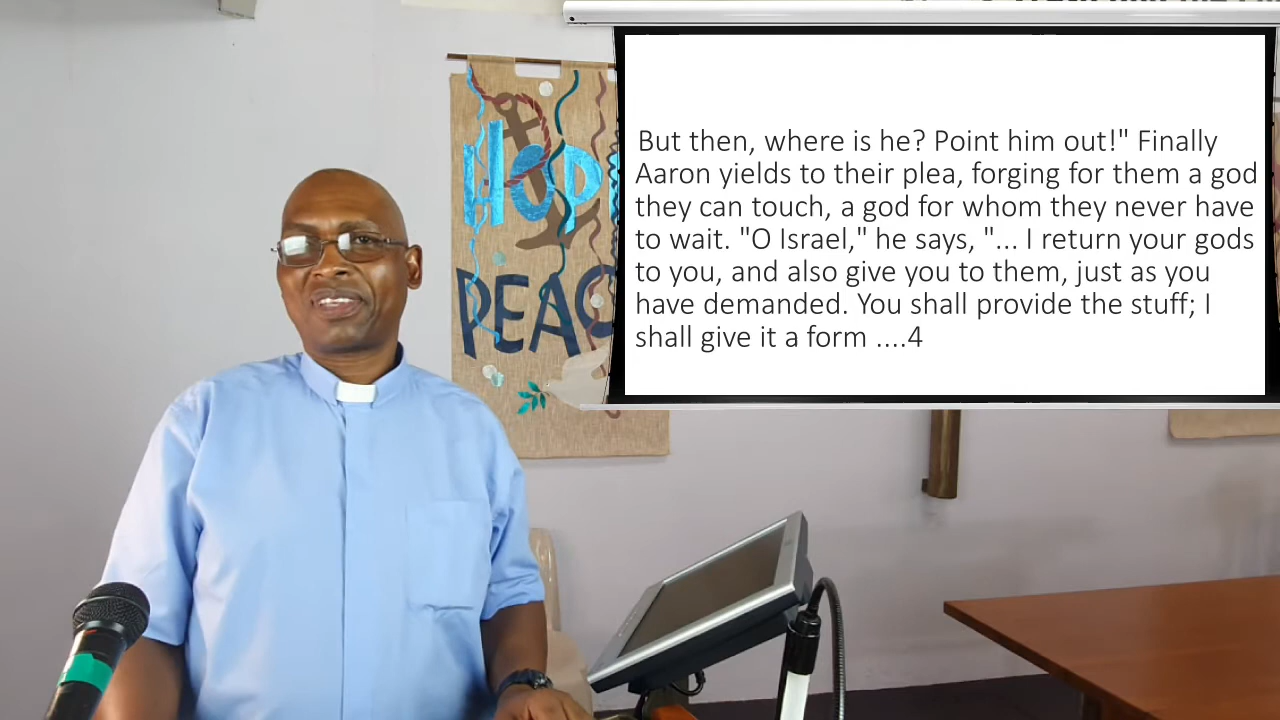 HOP
PEAC
But then, where is he? Point him out!" Finally
Aaron yields to their plea, forging for them a god
they can touch, a god for whom they never have
to wait. "O Israel," he says, "... I return your gods
to you, and also give you to them, just as you
have demanded. You shall provide the stuff; I
shall give it a form ....4